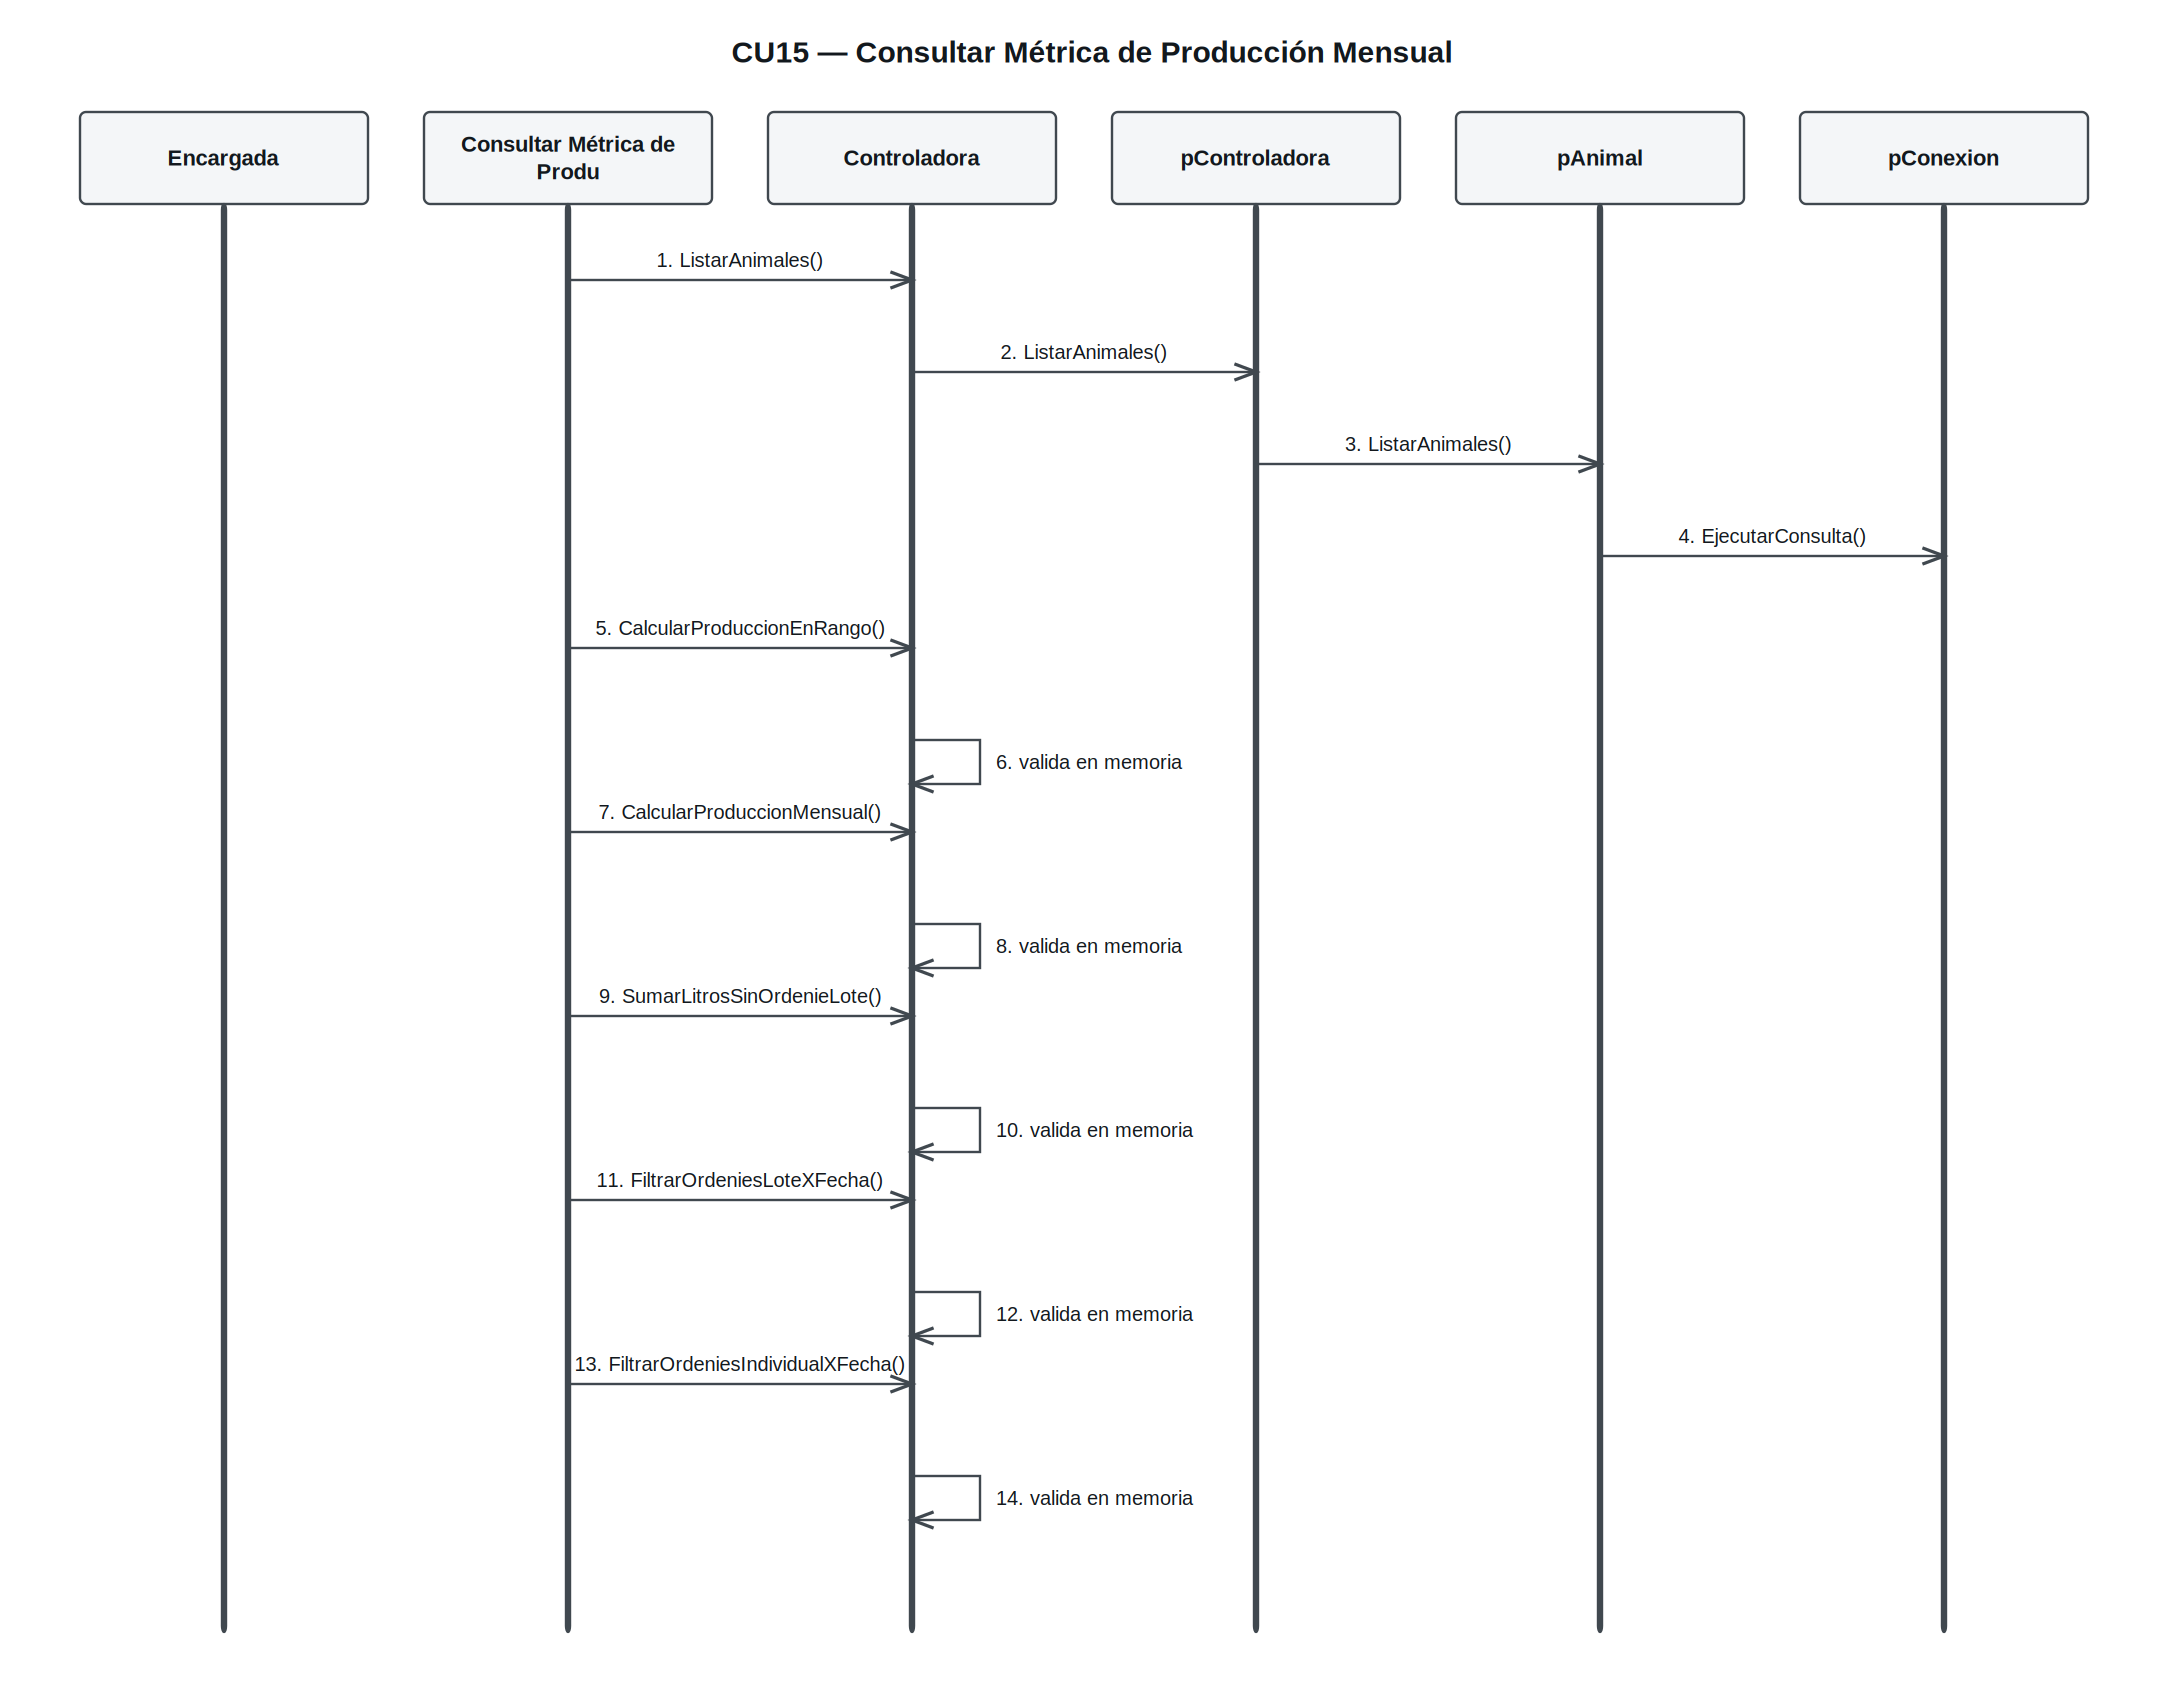 CU15 — Consultar Métrica de Producción Mensual
Encargada
Consultar Métrica de
Produ
Controladora
pControladora
pAnimal
pConexion
1. ListarAnimales()
2. ListarAnimales()
3. ListarAnimales()
4. EjecutarConsulta()
5. CalcularProduccionEnRango()
6. valida en memoria
7. CalcularProduccionMensual()
8. valida en memoria
9. SumarLitrosSinOrdenieLote()
10. valida en memoria
11. FiltrarOrdeniesLoteXFecha()
12. valida en memoria
13. FiltrarOrdeniesIndividualXFecha()
14. valida en memoria